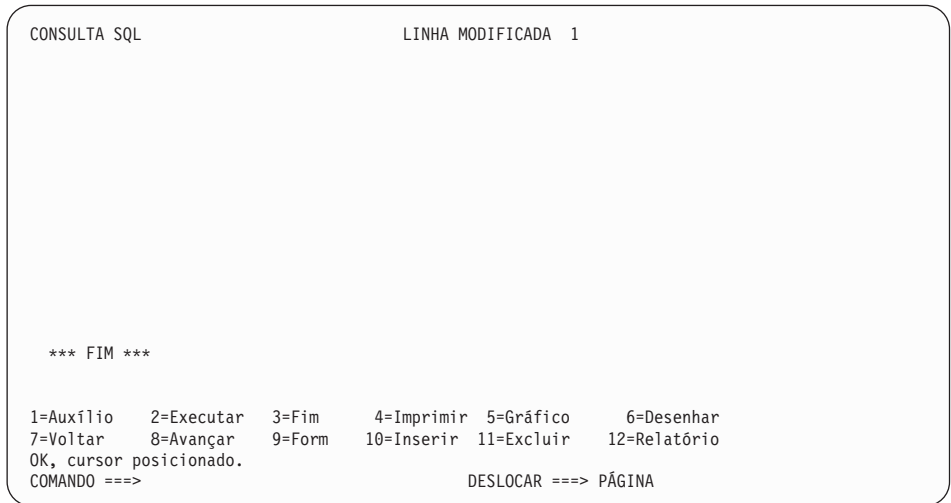 CONSULTA SQL LINHA MODIFICADA 1
*** FIM ***
1=Auxílio 2=Executar 3=Fim 4=Imprimir 5=Gráfico 6=Desenhar
7=Voltar 8=Avançar 9=Form 10=Inserir 11=Excluir 12=Relatório
OK, cursor posicionado.
COMANDO ===> DESLOCAR ===> PÁGINA